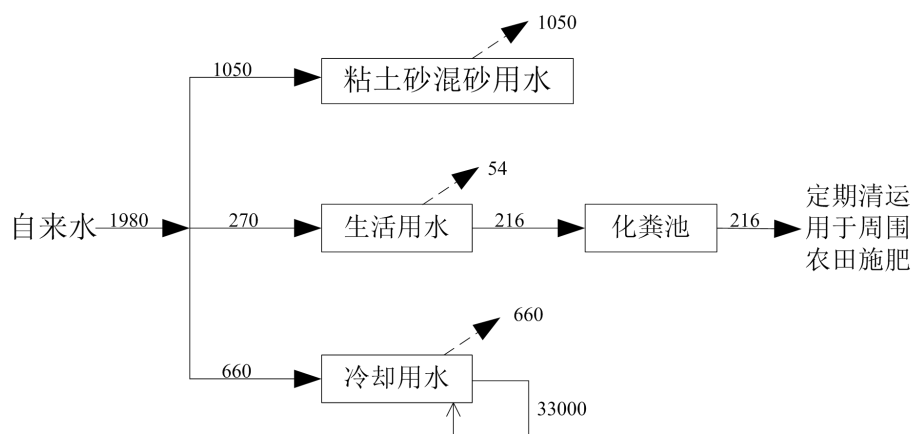 1050
1050
粘土砂混砂用水
54
自来水
1980
270
生活用水
216
化粪池
216
定期清运
用于周围
农田施肥
660
660
冷却用水
33000